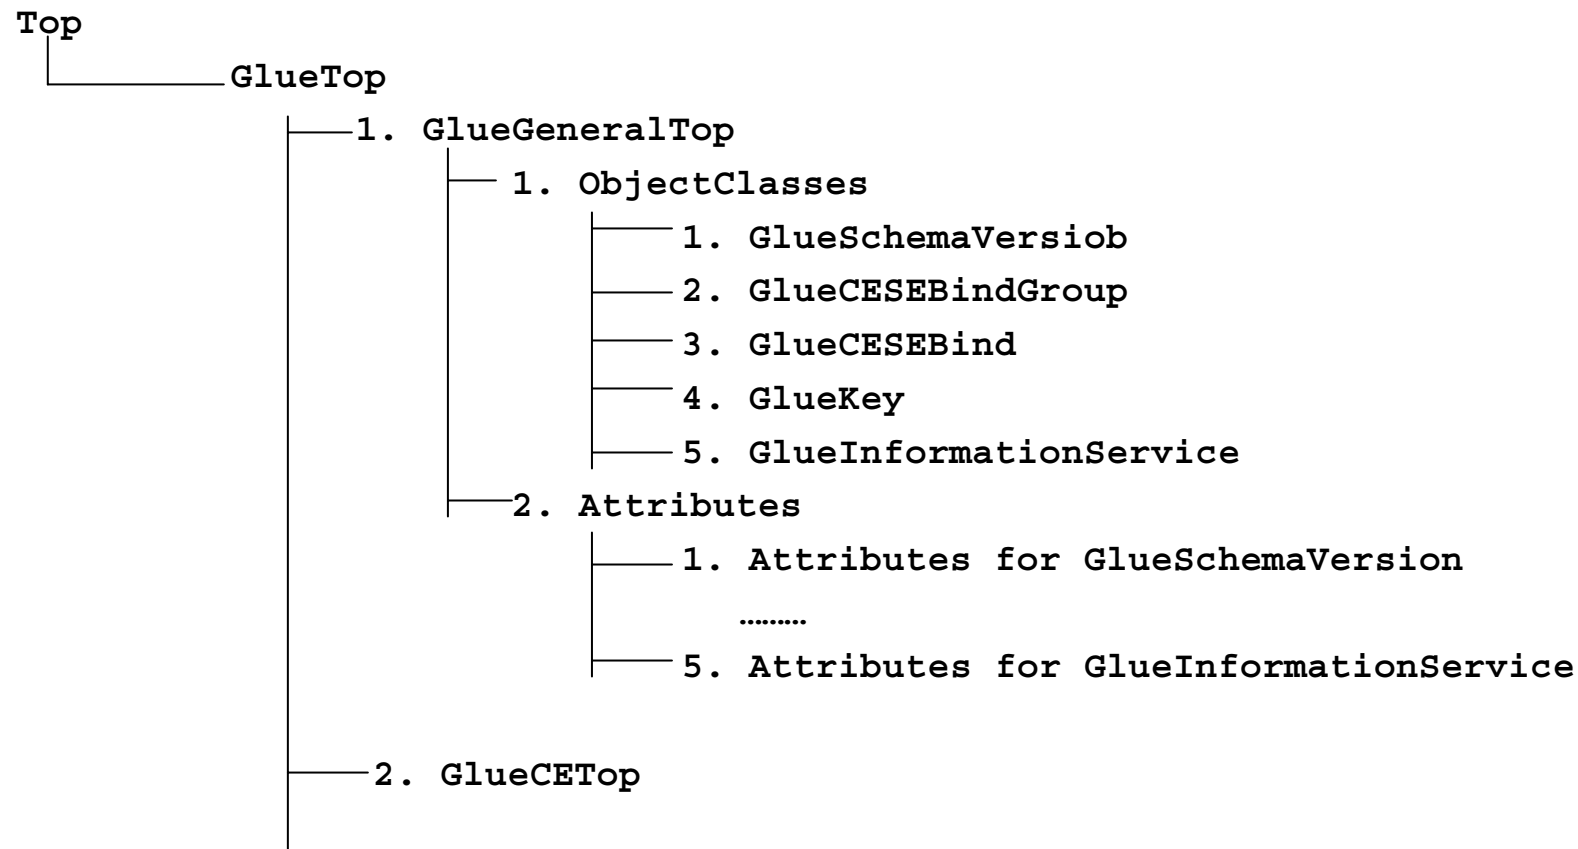 Top
GlueTop
1. GlueGeneralTop
1. ObjectClasses
1. GlueSchemaVersiob
2. GlueCESEBindGroup
3. GlueCESEBind
4. GlueKey
5. GlueInformationService
2. Attributes
1. Attributes for GlueSchemaVersion
………
5. Attributes for GlueInformationService
2. GlueCETop